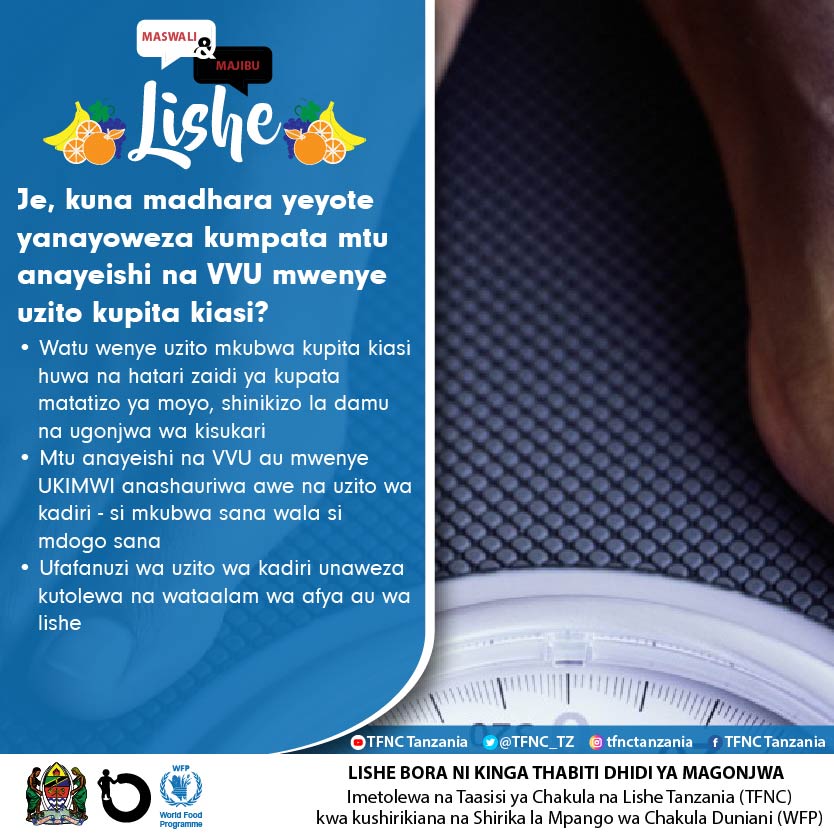 MASWALI
&
MAJIBU
Lishe
Je, kuna madhara yeyote
yanayoweza kumpata mtu
anayeishi na VVU mwenye
uzito kupita kiasi?
• Watu wenye uzito mkubwa kupita kiasi
huwa na hatari zaidi ya kupata
matatizo ya moyo, shinikizo la damu
na ugonjwa wa kisukari
• Mtu anayeishi na VVU au mwenye
UKIMWI anashauriwa awe na uzito wa
kadiri - si mkubwa sana wala si
mdogo sana
• Ufafanuzi wa uzito wa kadiri unaweza
kutolewa na wataalam wa afya au wa
lishe
TFNC Tanzania @TFNC_TZ tfnctanzania TFNC Tanzania
WFP
World Food
Programme
LISHE BORA NI KINGA THABITI DHIDI YA MAGONJWA
Imetolewa na Taasisi ya Chakula na Lishe Tanzania (TFNC)
kwa kushirikiana na Shirika la Mpango wa Chakula Duniani (WFP)